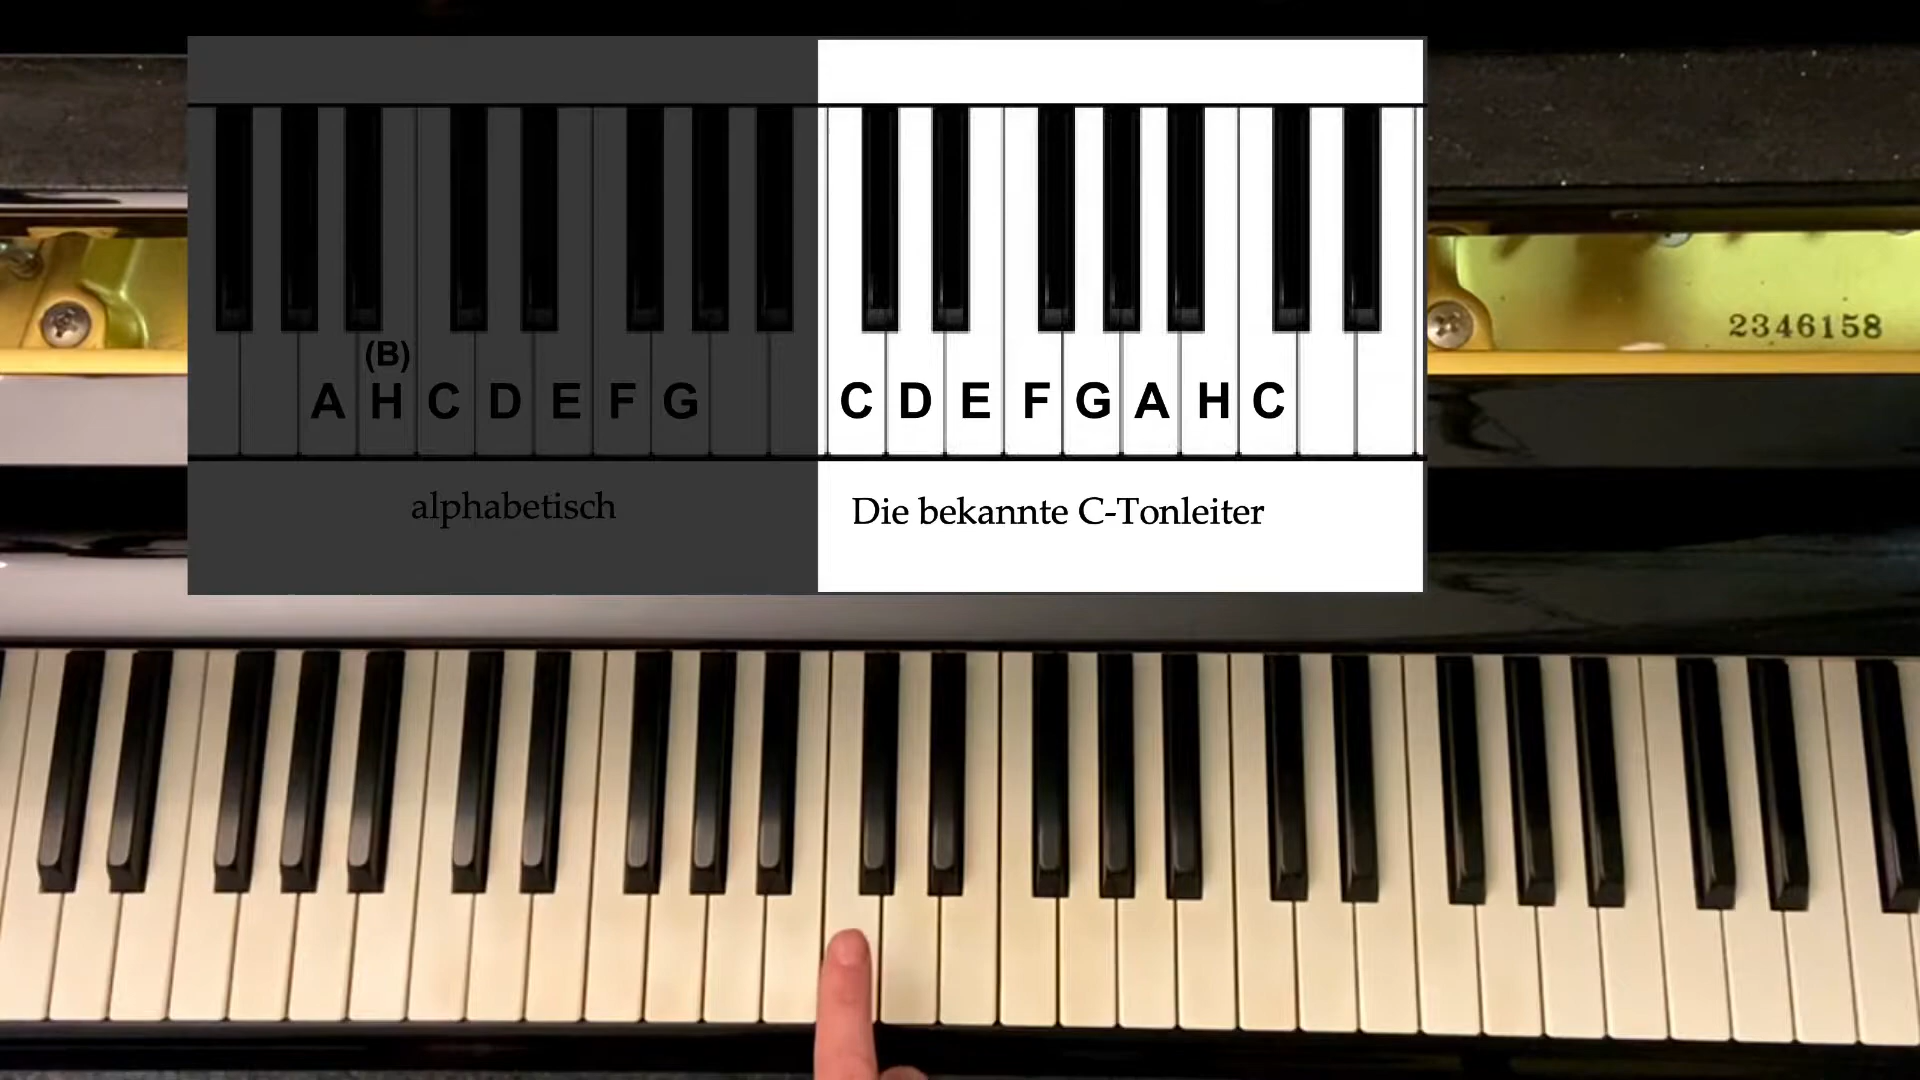 (B)
A H C D E F G
C D E F G A H C
alphabetisch
Die bekannte C-Tonleiter
2346158